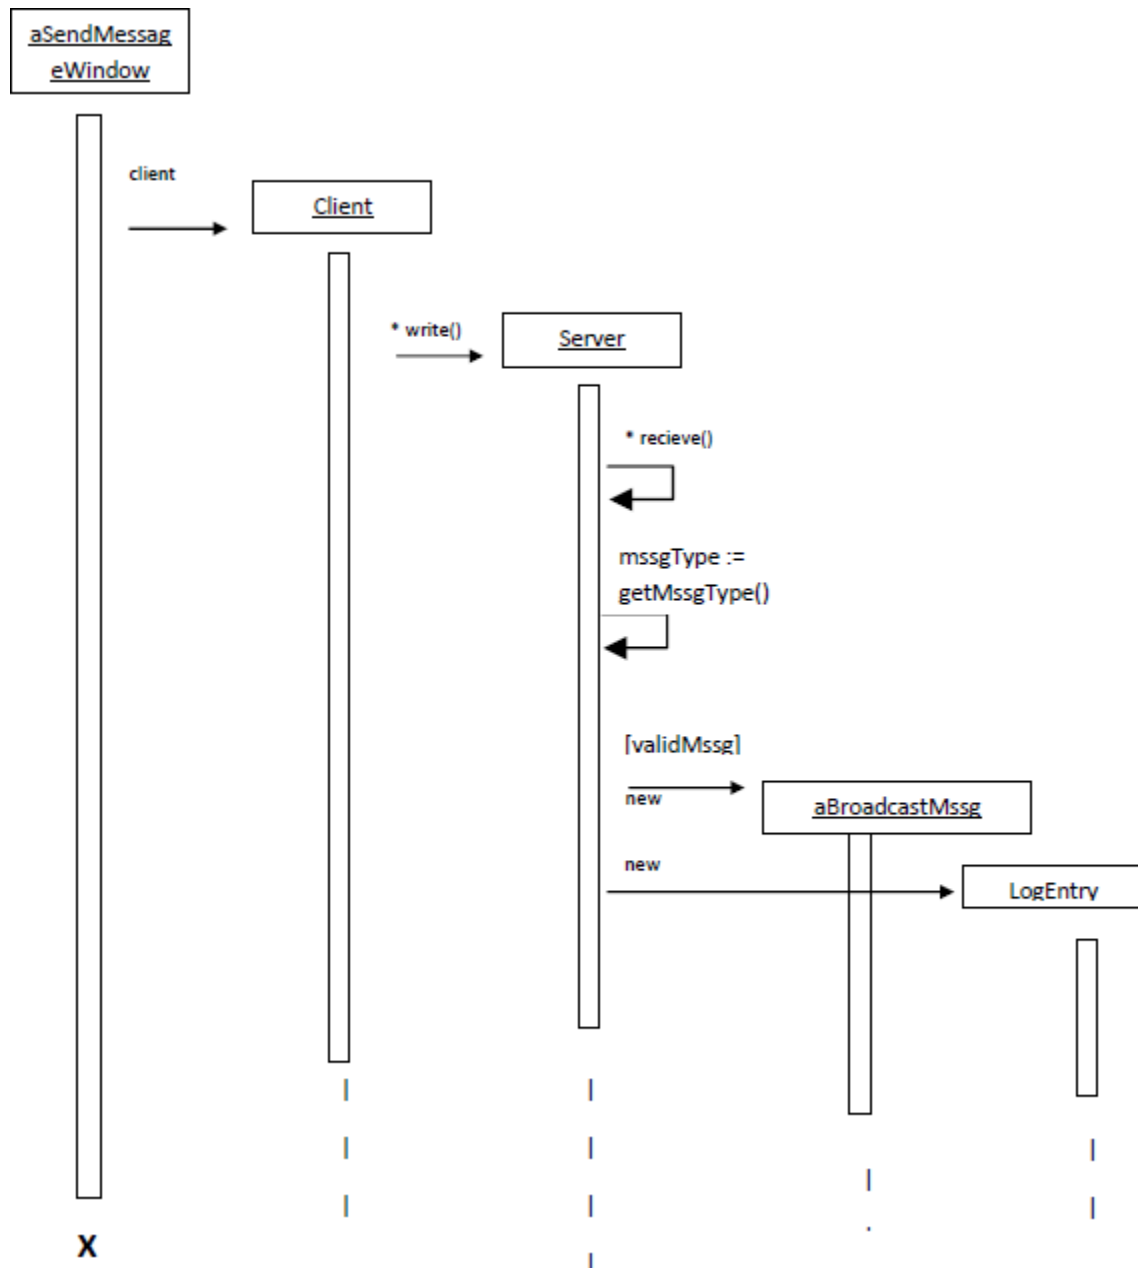 aSendMessag
eWindow
client
Client
* write()
Server
* recieve()
mssgType :=
getMssgType()
[validMssg]
new
aBroadcastMssg
new
LogEntry
X